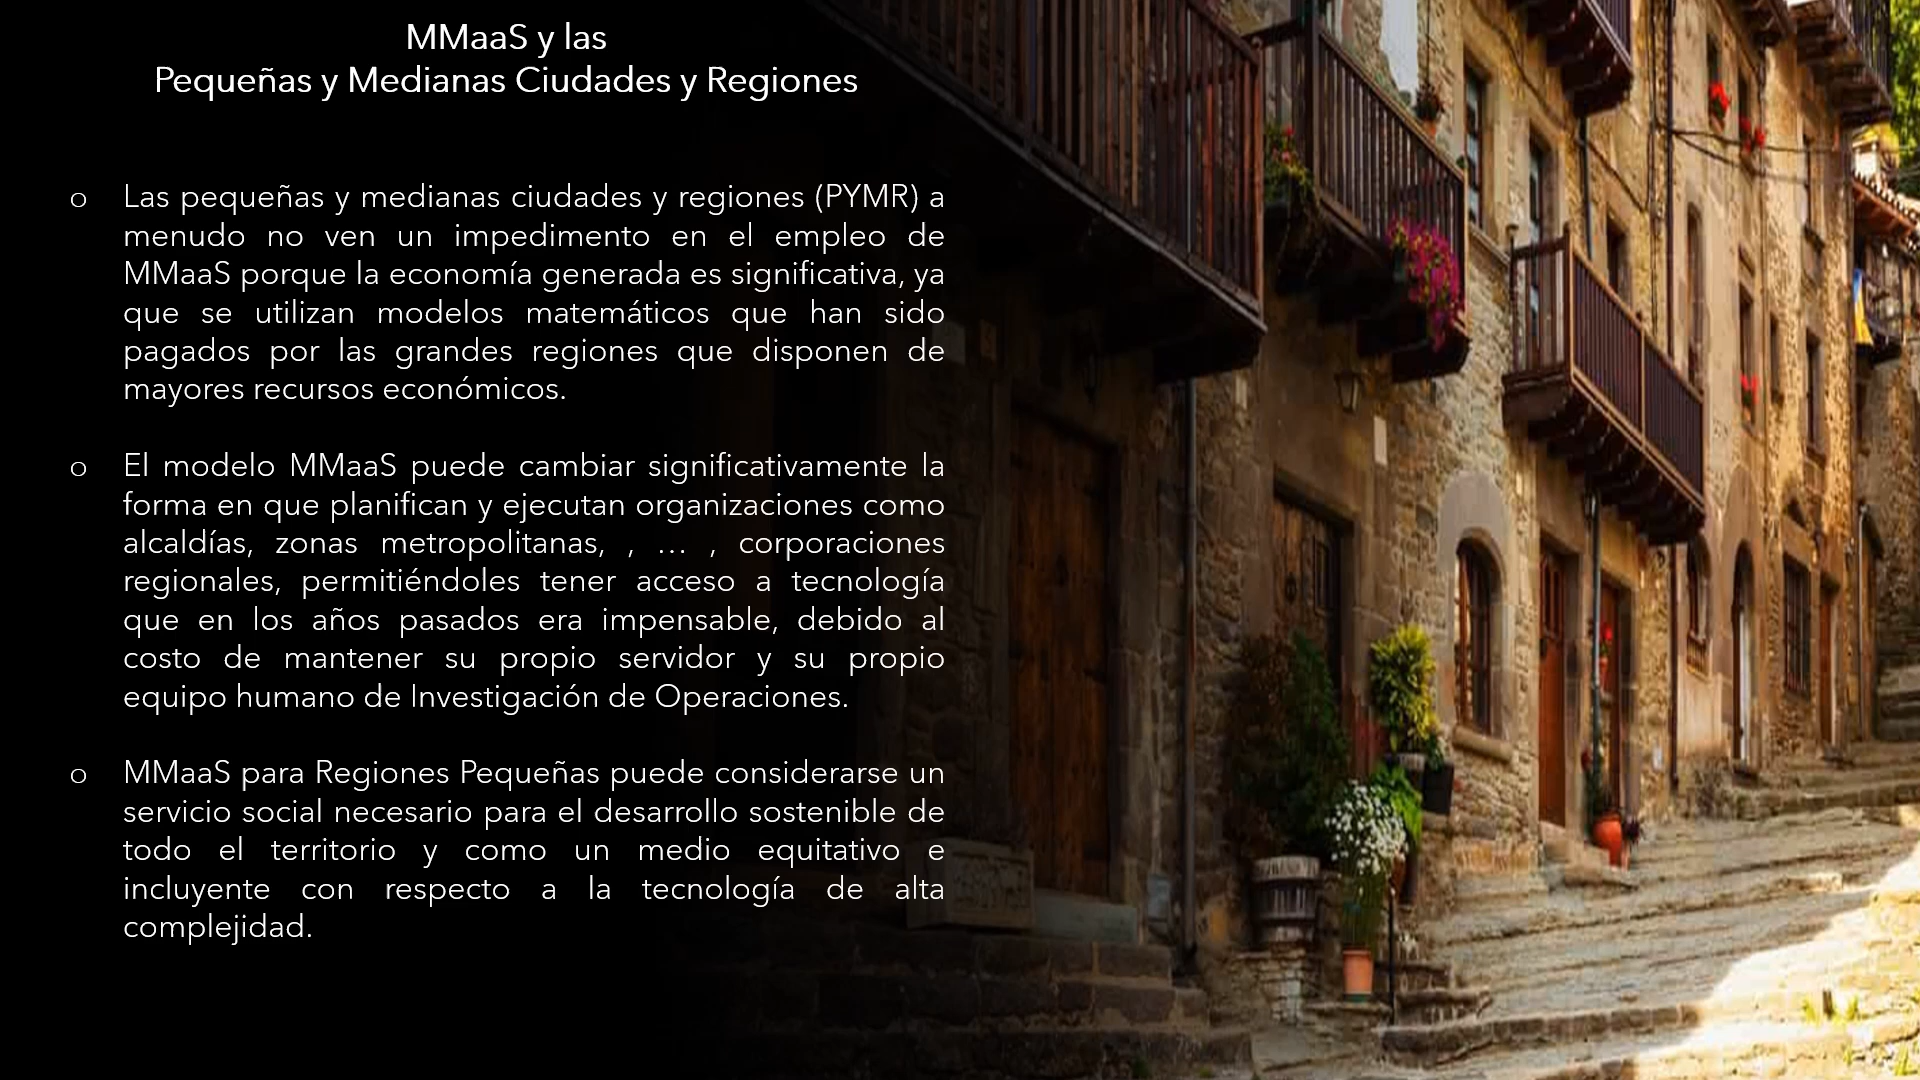 MMaaS y las
Pequeñas y Medianas Ciudades y Regiones
o Las pequeñas y medianas ciudades y regiones (PYMR) a
menudo no ven un impedimento en el empleo de
MMaaS porque la economía generada es significativa, ya
que se utilizan modelos matemáticos que han sido
pagados por las grandes regiones que disponen de
mayores recursos económicos.
o El modelo MMaaS puede cambiar significativamente la
forma en que planifican y ejecutan organizaciones como
alcaldías, zonas metropolitanas, , … , corporaciones
regionales, permitiéndoles tener acceso a tecnología
que en los años pasados era impensable, debido al
costo de mantener su propio servidor y su propio
equipo humano de Investigación de Operaciones.
o MMaaS para Regiones Pequeñas puede considerarse un
servicio social necesario para el desarrollo sostenible de
todo el territorio y como un medio equitativo e
incluyente con respecto a la tecnología de alta
complejidad.